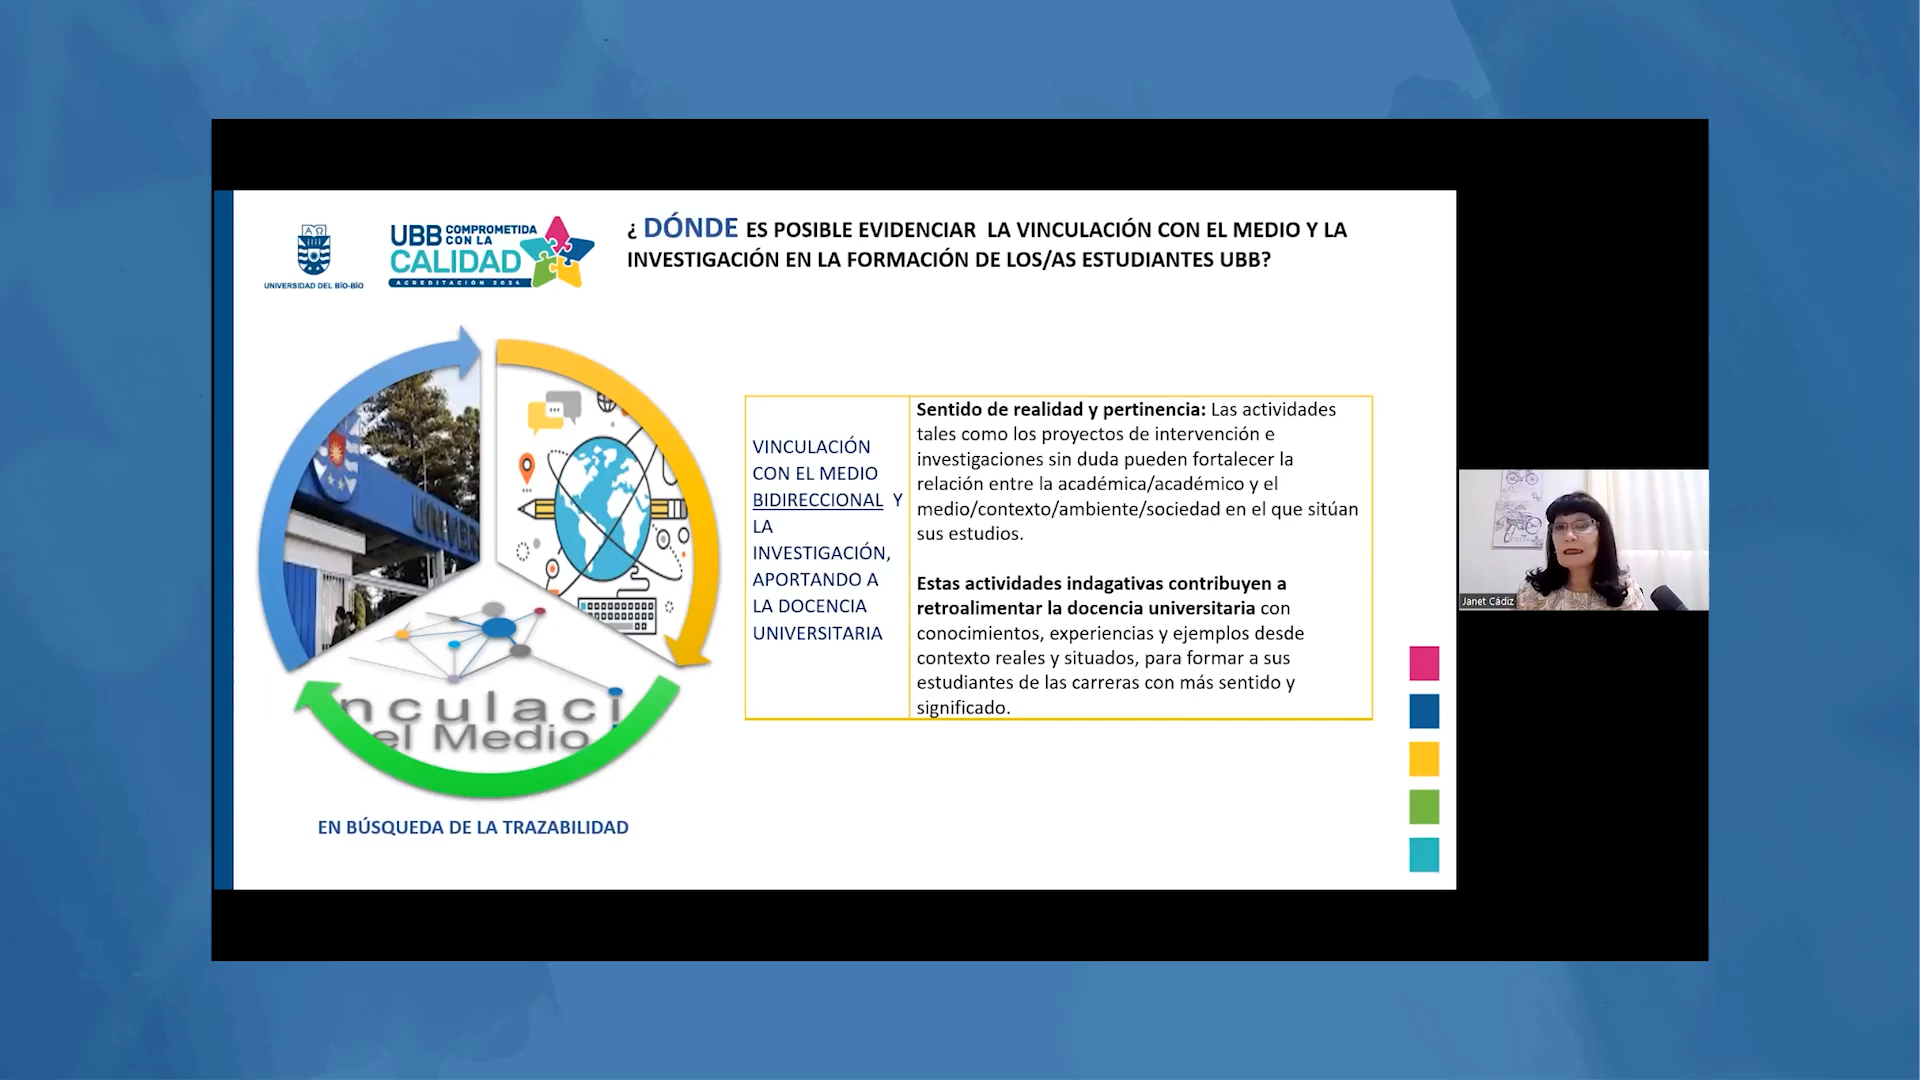 UNIVERSIDAD DEL BÍO-BÍO
UBB COMPROMETIDA
CON LA
CALIDAD
ACREDITACIÓN 2024
¿ DÓNDE ES POSIBLE EVIDENCIAR LA VINCULACIÓN CON EL MEDIO Y LA
INVESTIGACIÓN EN LA FORMACIÓN DE LOS/AS ESTUDIANTES UBB?
UNIVER
nculaci
el Medio
EN BÚSQUEDA DE LA TRAZABILIDAD
VINCULACIÓN
CON EL MEDIO
BIDIRECCIONAL Y
LA
INVESTIGACIÓN,
APORTANDO A
LA DOCENCIA
UNIVERSITARIA
Sentido de realidad y pertinencia: Las actividades
tales como los proyectos de intervención e
investigaciones sin duda pueden fortalecer la
relación entre la académica/académico y el
medio/contexto/ambiente/sociedad en el que sitúan
sus estudios.
Estas actividades indagativas contribuyen a
retroalimentar la docencia universitaria con
conocimientos, experiencias y ejemplos desde
contexto reales y situados, para formar a sus
estudiantes de las carreras con más sentido y
significado.
Janet Cádiz